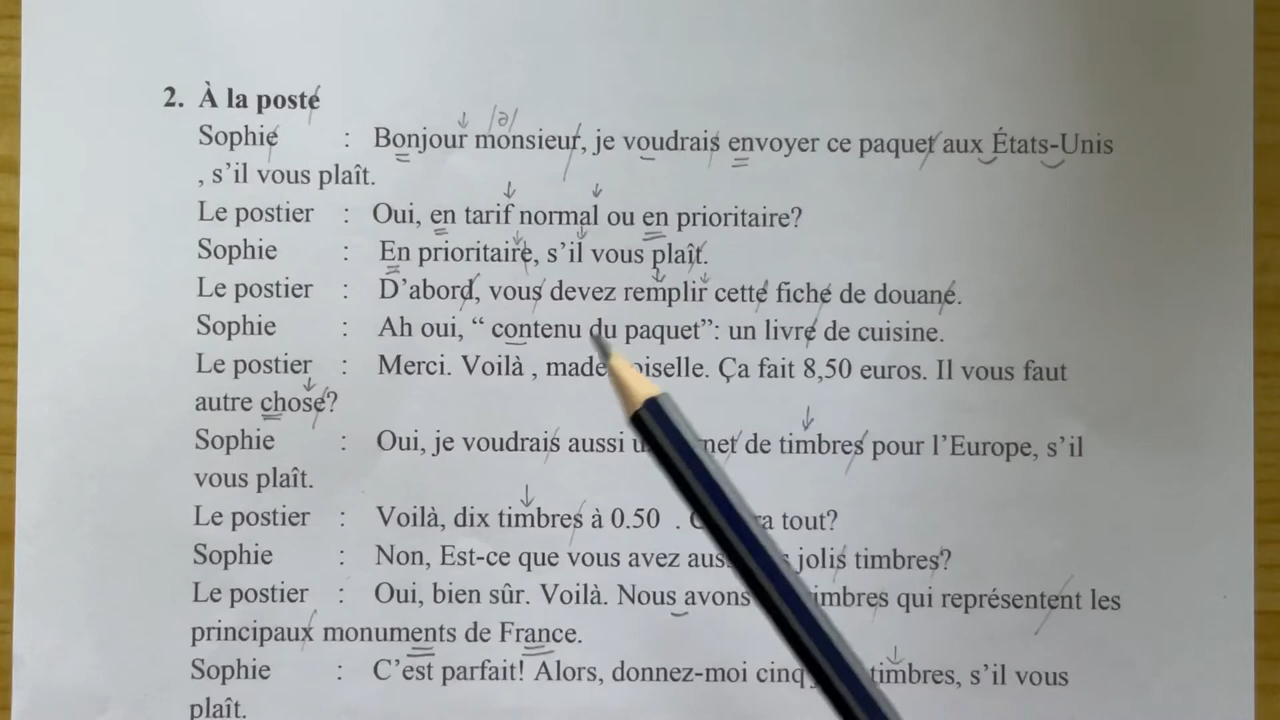 2. À la poste
/ə/
Sophie : Bonjour monsieur, je voudrais envoyer ce paquet aux États-Unis
, s'il vous plaît.
Le postier : Oui, en tarif normal ou en prioritaire?
Sophie : En prioritaire, s'il vous plaît.
Le postier : D'abord, vous devez remplir cette fiche de douane.
Sophie : Ah oui, “ contenu du paquet”: un livre de cuisine.
Le postier : Merci. Voilà , made oiselle. Ça fait 8,50 euros. Il vous faut
autre chose?
Sophie : Oui, je voudrais aussi net de timbres pour l'Europe, s'il
vous plaît.
Le postier : Voilà, dix timbres à 0.50 . tout?
Sophie : Non, Est-ce que vous avez jolis timbres?
Le postier : Oui, bien sûr. Voilà. Nous avons imbres qui représentent les
principaux monuments de France.
Sophie : C'est parfait! Alors, donnez-moi cinq timbres, s'il vous
plaît.